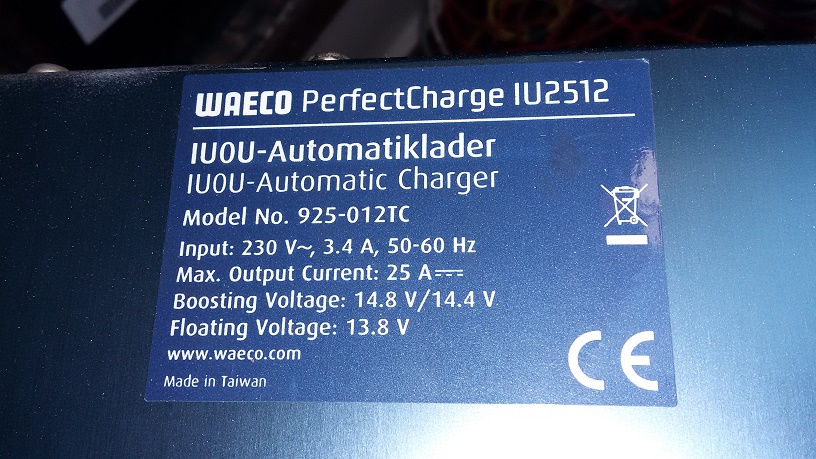 WAECO PerfectCharge IU2512
IU0U-Automatiklader
IU0U-Automatic Charger
Model No. 925-012TC
Input: 230 V~, 3.4 A, 50-60 Hz
Max. Output Current: 25 A⎓
Boosting Voltage: 14.8 V/14.4 V
Floating Voltage: 13.8 V
www.waeco.com
Made in Taiwan
CE